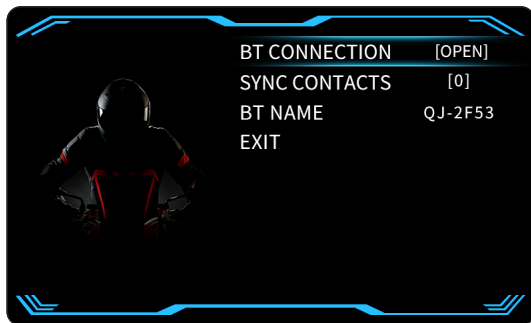 BT CONNECTION [OPEN]
SYNC CONTACTS [0]
BT NAME QJ-2F53
EXIT